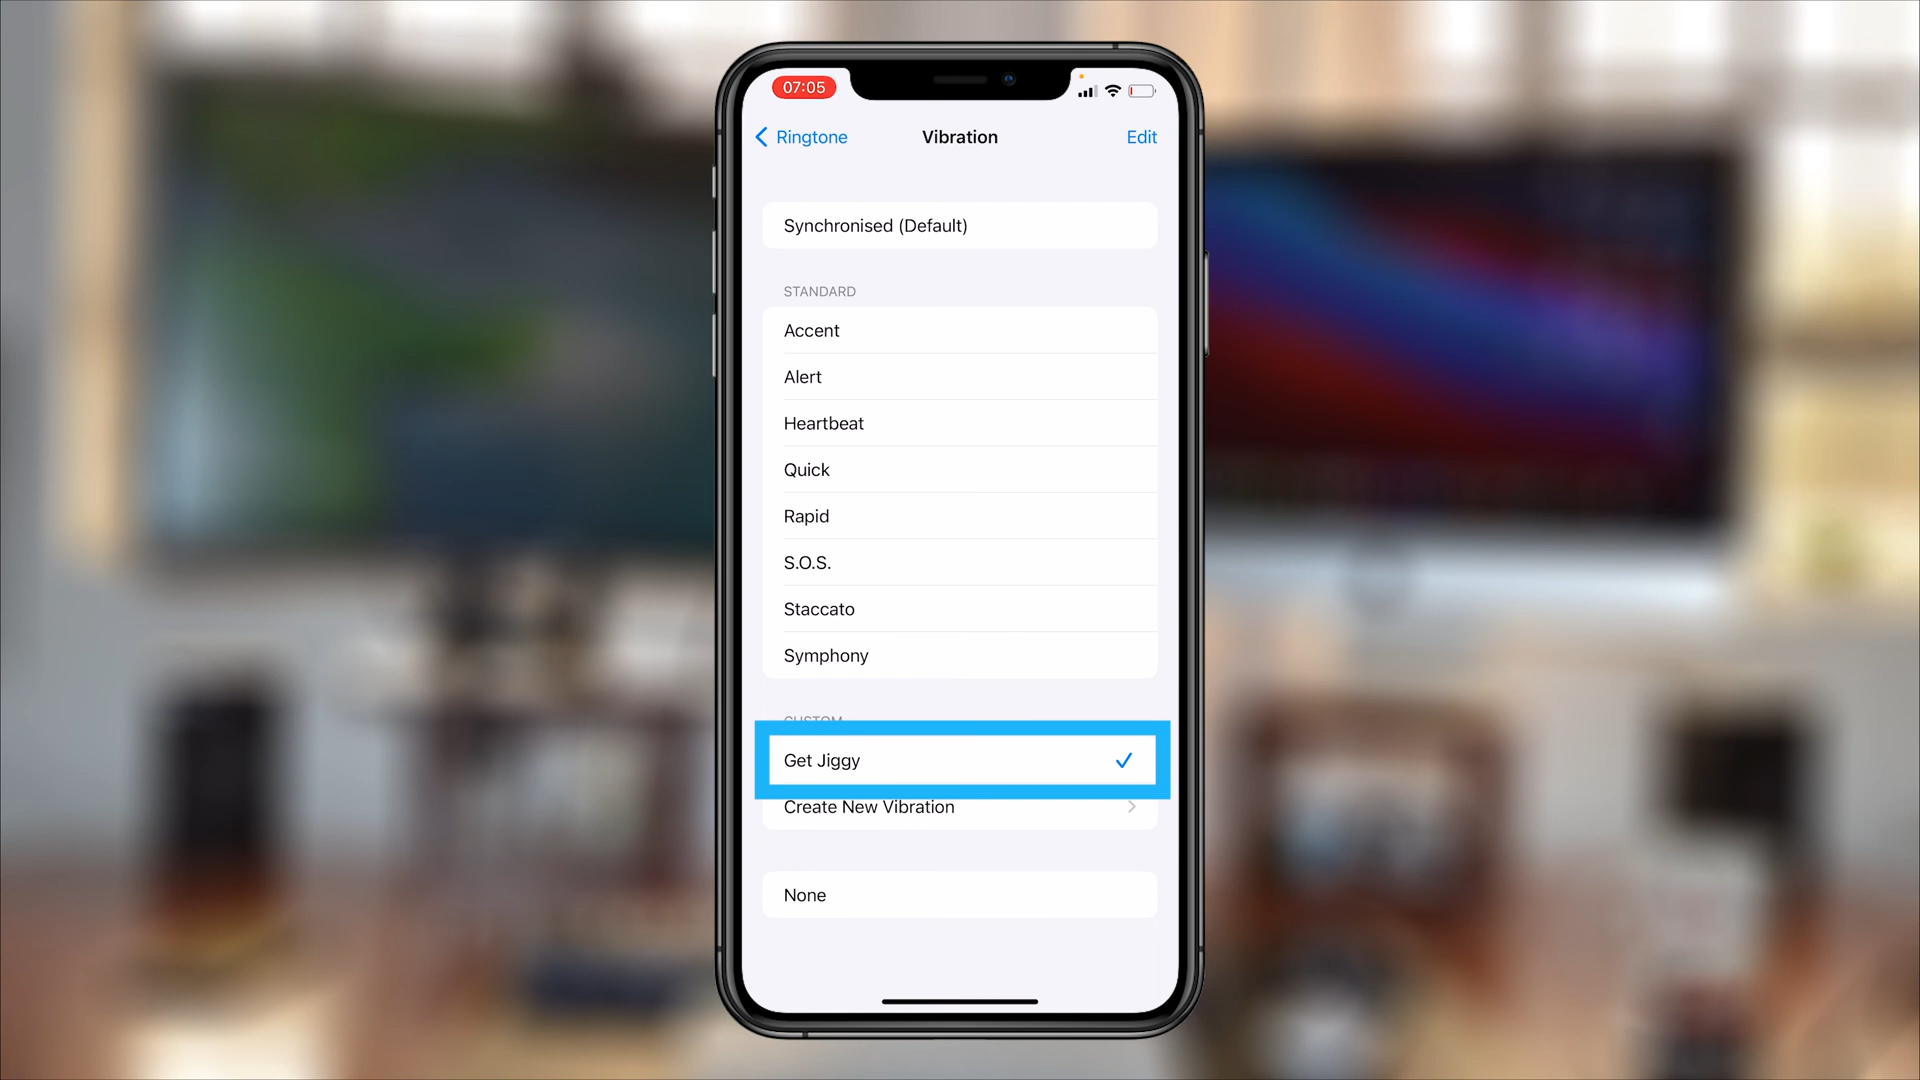 07:05
Ringtone
Vibration
Edit
Synchronised (Default)
STANDARD
Accent
Alert
Heartbeat
Quick
Rapid
S.O.S.
Staccato
Symphony
CUSTOM
Get Jiggy
Create New Vibration
None